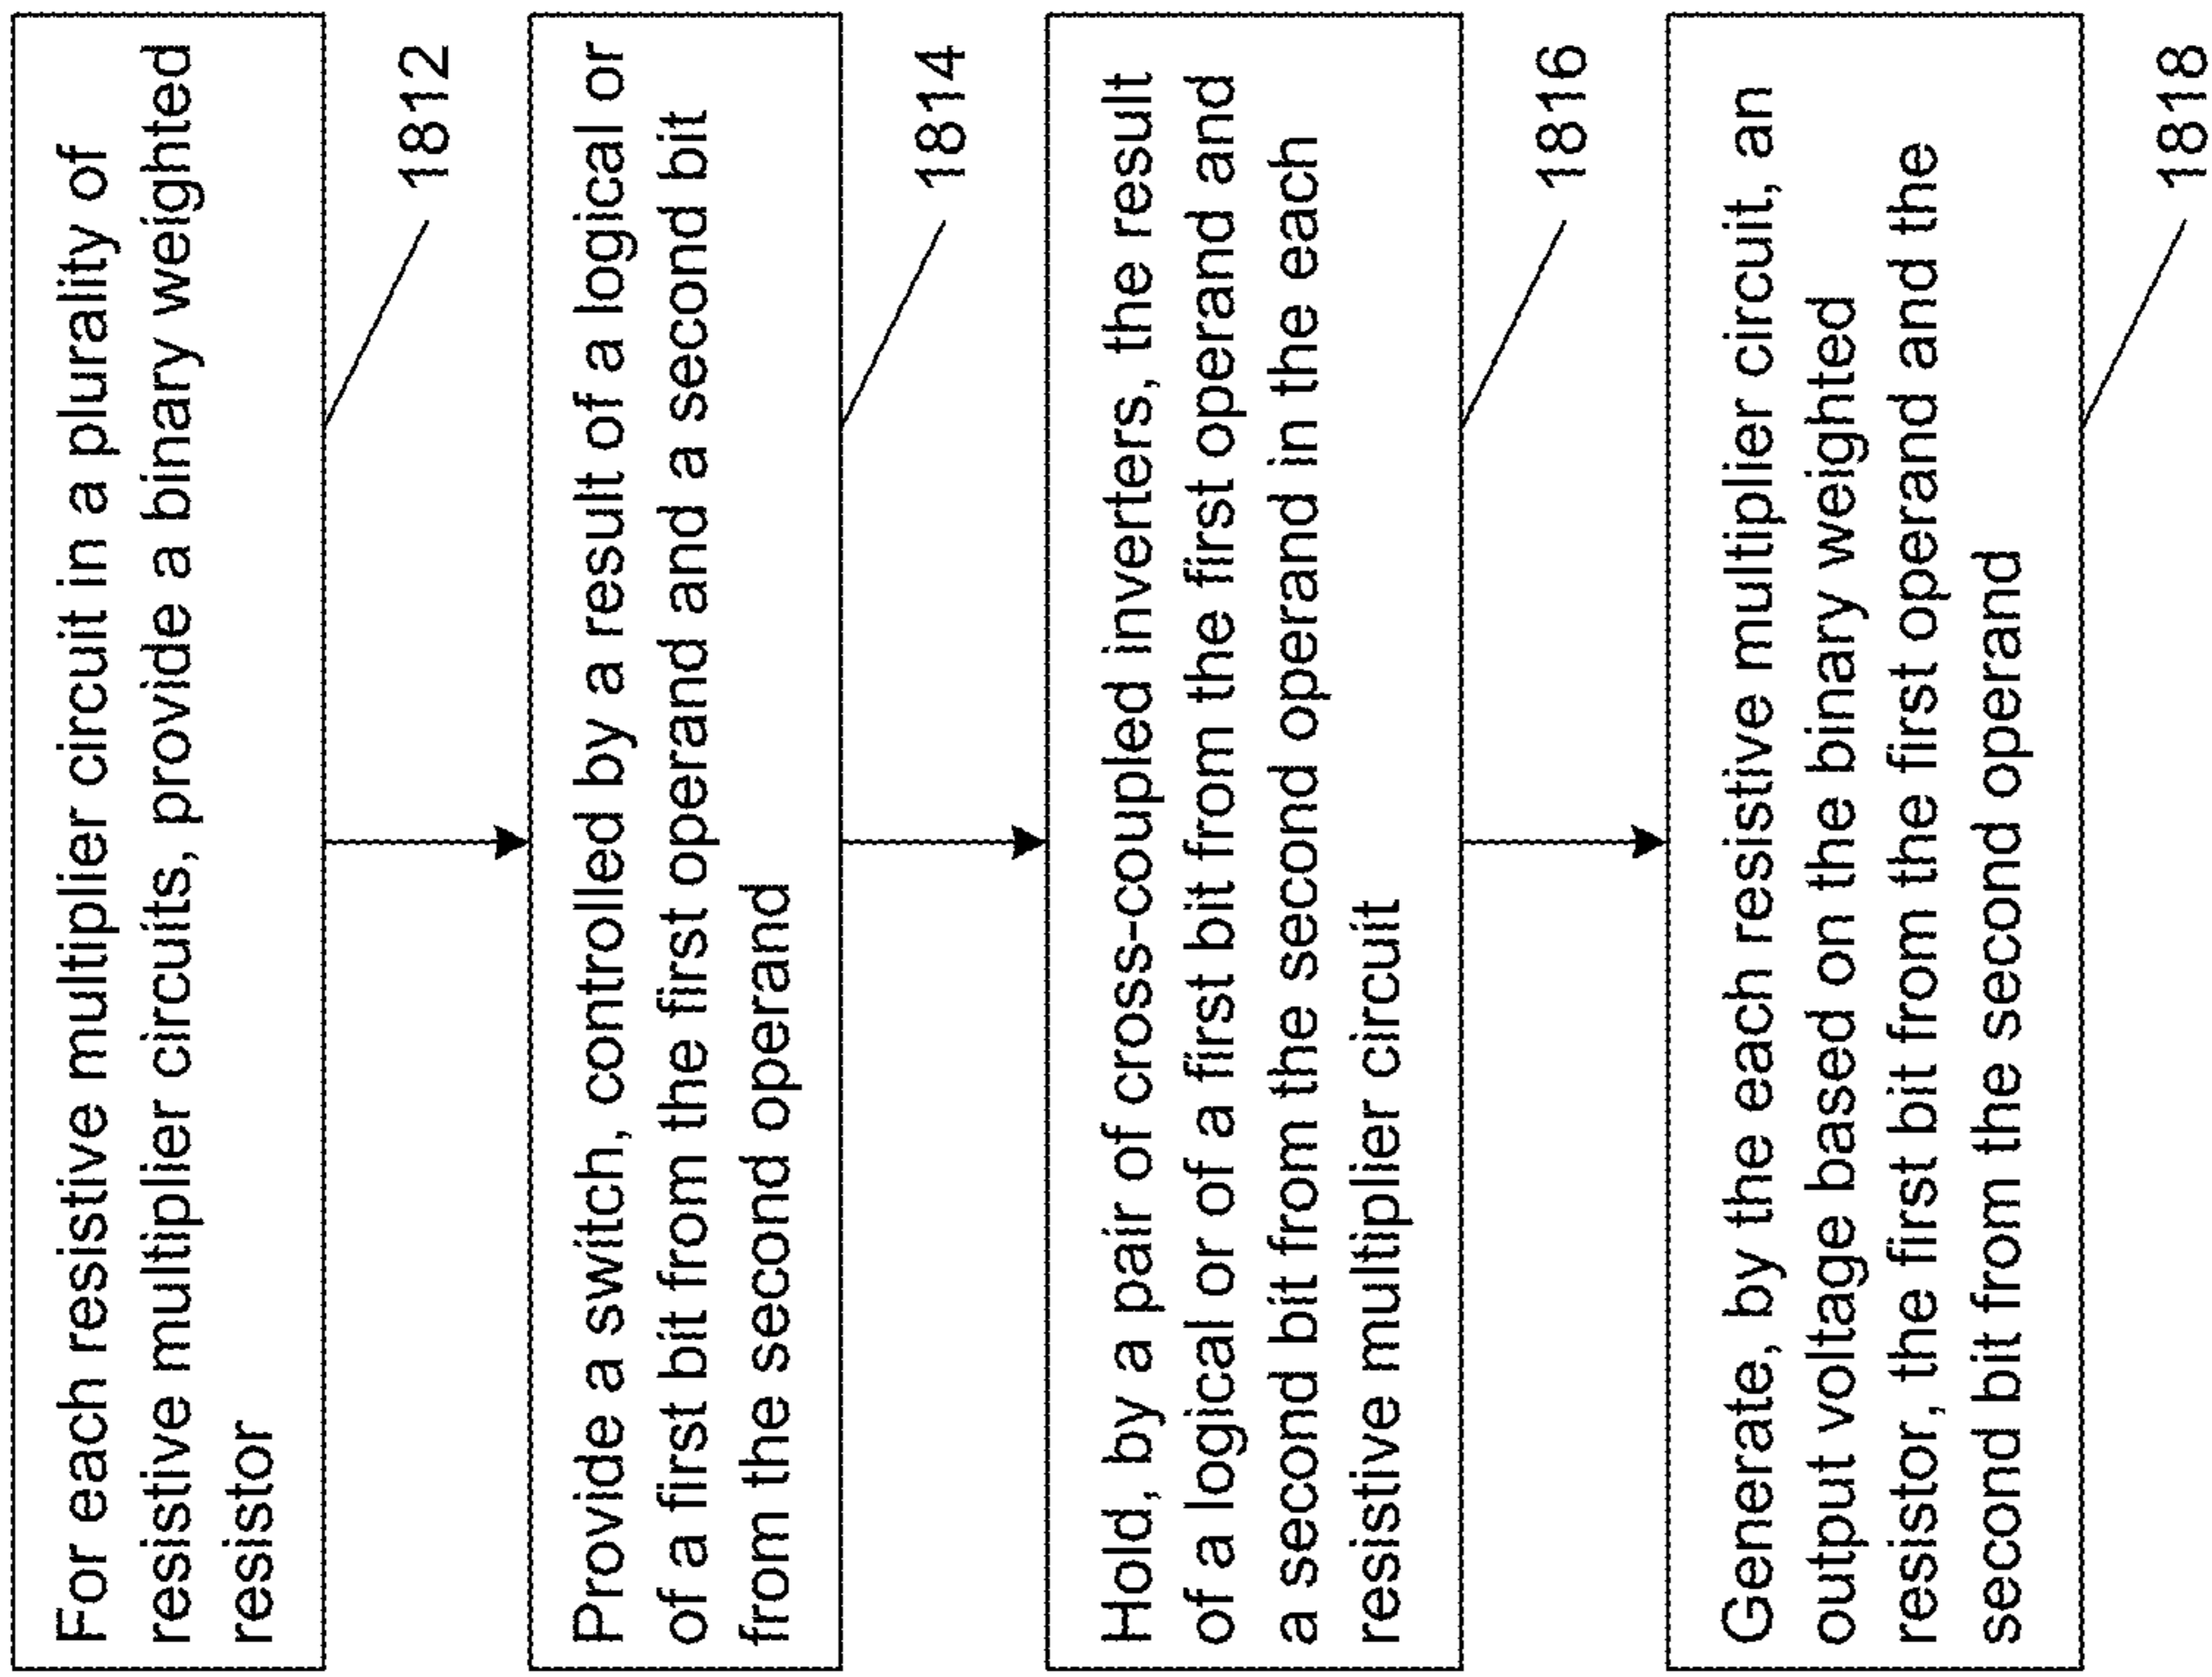 For each resistive multiplier circuit in a plurality of
resistive multiplier circuits, provide a binary weighted
resistor
1812
Provide a switch, controlled by a result of a logical or
of a first bit from the first operand and a second bit
from the second operand
1814
Hold, by a pair of cross-coupled inverters, the result
of a logical or of a first bit from the first operand and
a second bit from the second operand in the each
resistive multiplier circuit
1816
Generate, by the each resistive multiplier circuit, an
output voltage based on the binary weighted
resistor, the first bit from the first operand and the
second bit from the second operand
1818